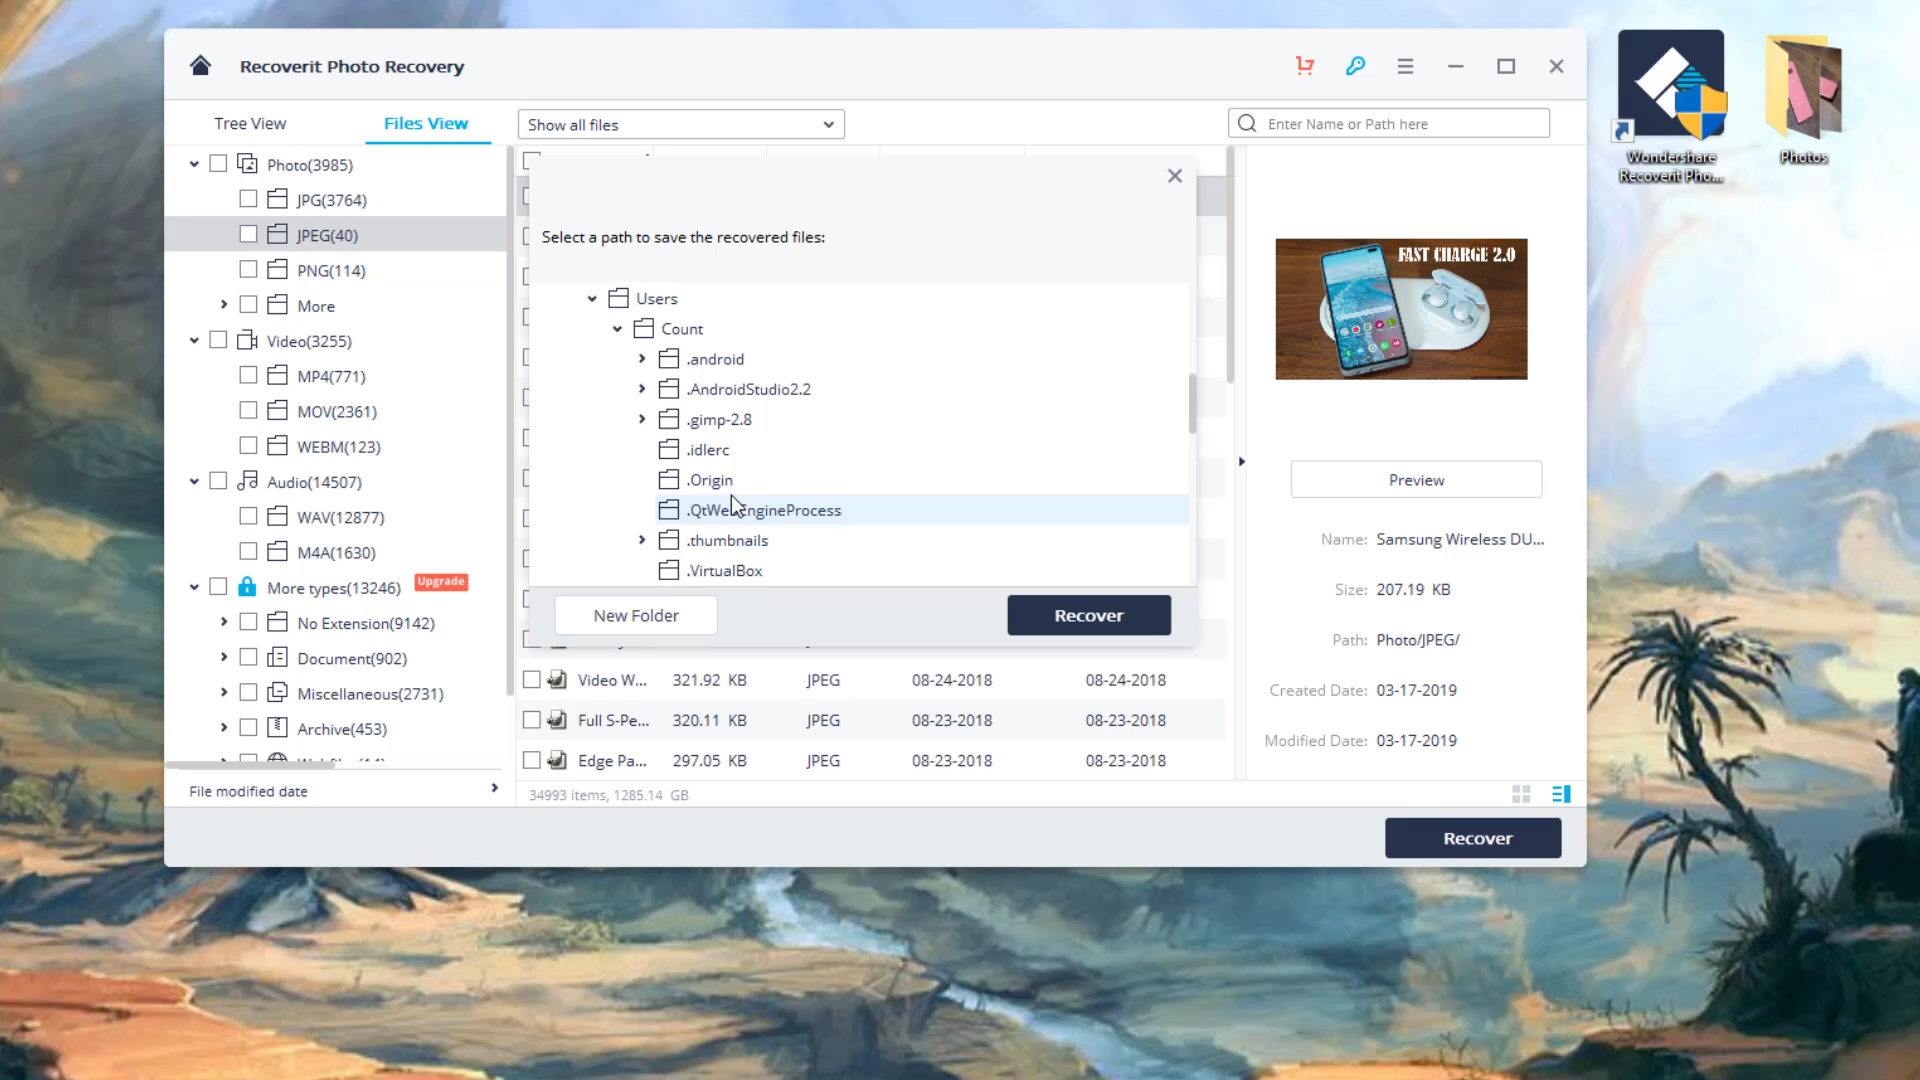 Recoverit Photo Recovery
Tree View
Files View
Show all files
Enter Name or Path here
Photo(3985)
JPG(3764)
JPEG(40)
PNG(114)
More
Video(3255)
MP4(771)
MOV(2361)
WEBM(123)
Audio(14507)
WAV(12877)
M4A(1630)
More types(13246)
Upgrade
No Extension(9142)
Document(902)
Miscellaneous(2731)
Archive(453)
File modified date
Select a path to save the recovered files:
Users
Count
.android
.AndroidStudio2.2
.gimp-2.8
.idlerc
.Origin
.QtWebEngineProcess
.thumbnails
.VirtualBox
New Folder
Recover
Video W... 321.92 KB JPEG 08-24-2018 08-24-2018
Full S-Pe... 320.11 KB JPEG 08-23-2018 08-23-2018
Edge Pa... 297.05 KB JPEG 08-23-2018 08-23-2018
34993 items, 1285.14 GB
FAST CHARGE 2.0
Preview
Name: Samsung Wireless DU...
Size: 207.19 KB
Path: Photo/JPEG/
Created Date: 03-17-2019
Modified Date: 03-17-2019
Recover
Wondershare
Recoverit Pho...
Photos